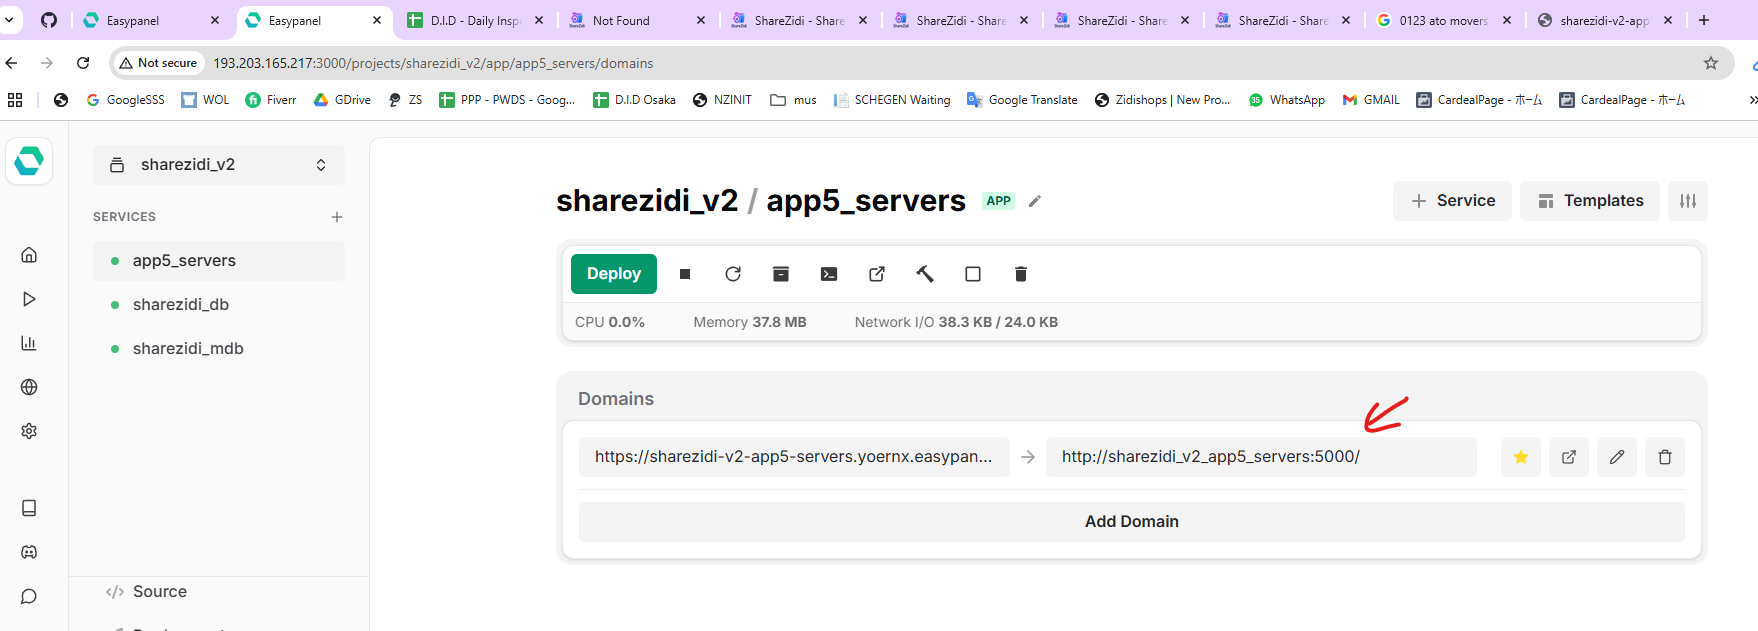 Easypanel
Easypanel
D.I.D - Daily Inspe
Not Found
ShareZidi - Share
ShareZidi - Share
ShareZidi - Share
ShareZidi - Share
0123 ato movers
sharezidi-v2-app
Not secure
193.203.165.217:3000/projects/sharezidi_v2/app/app5_servers/domains
GoogleSSS
WOL
Fiverr
GDrive
ZS
PPP - PWDS - Goog...
D.I.D Osaka
NZINIT
mus
SCHEGEN Waiting
Google Translate
Zidishops | New Pro...
WhatsApp
GMAIL
CardealPage - ホーム
CardealPage - ホーム
sharezidi_v2
SERVICES
app5_servers
sharezidi_db
sharezidi_mdb
Source
sharezidi_v2 / app5_servers
APP
Service
Templates
Deploy
CPU 0.0%
Memory 37.8 MB
Network I/O 38.3 KB / 24.0 KB
Domains
https://sharezidi-v2-app5-servers.yoernx.easypan...
http://sharezidi_v2_app5_servers:5000/
Add Domain